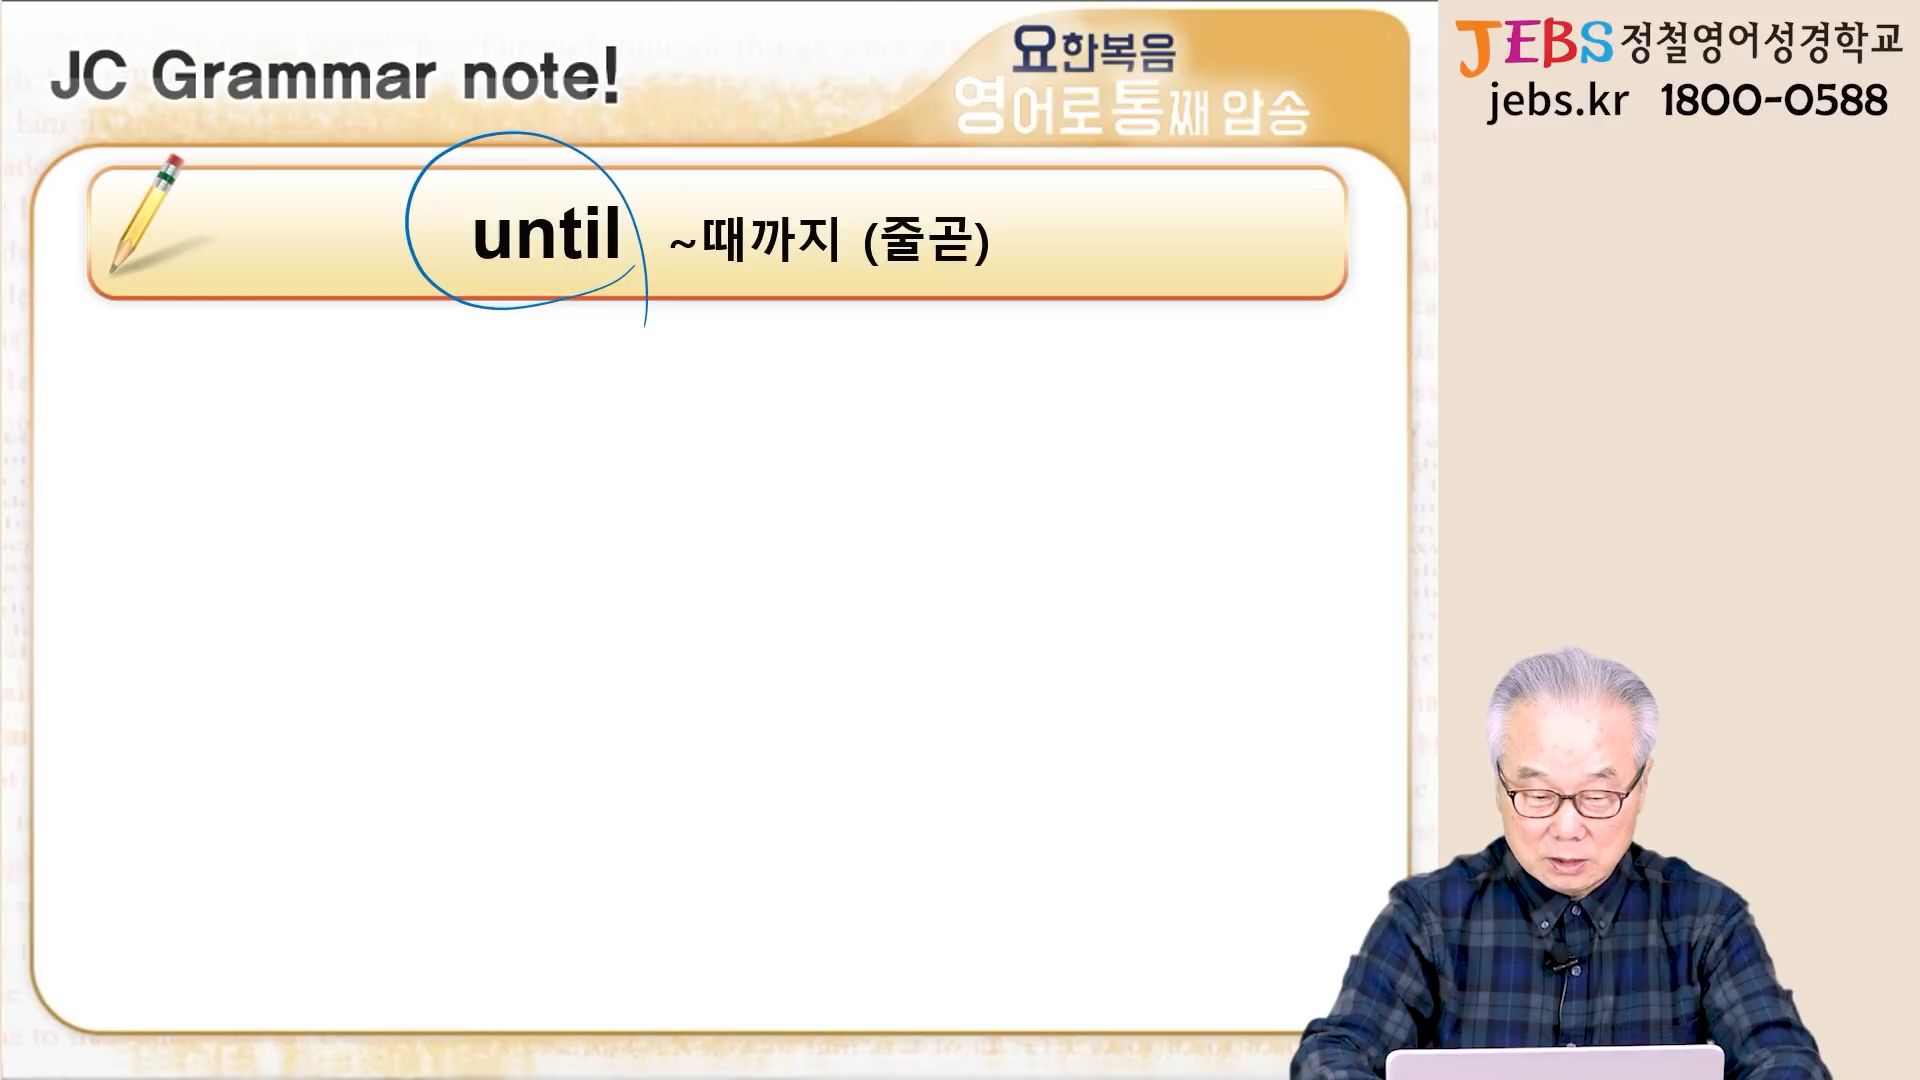 JC Grammar note!
요한복음
영어로통째 암송
JEBS 정철영어성경학교
jebs.kr 1800-0588
until ~때까지 (줄곧)